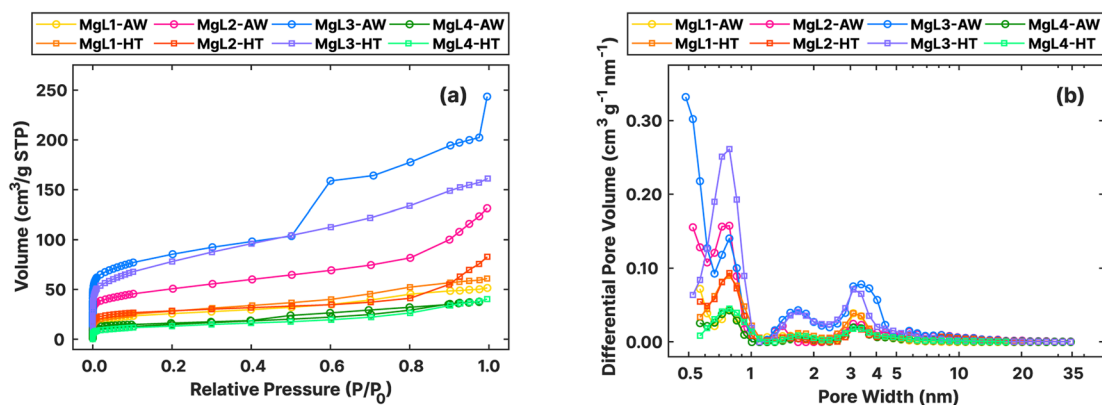 MgL1-AW MgL2-AW MgL3-AW MgL4-AW
MgL1-HT MgL2-HT MgL3-HT MgL4-HT
(a)
Volume (cm³/g STP)
250
200
150
100
50
0
0.0 0.2 0.4 0.6 0.8 1.0
Relative Pressure (P/P₀)
MgL1-AW MgL2-AW MgL3-AW MgL4-AW
MgL1-HT MgL2-HT MgL3-HT MgL4-HT
(b)
Differential Pore Volume (cm³ g⁻¹ nm⁻¹)
0.30
0.20
0.10
0.00
0.5 1 2 3 4 5 10 20 35
Pore Width (nm)